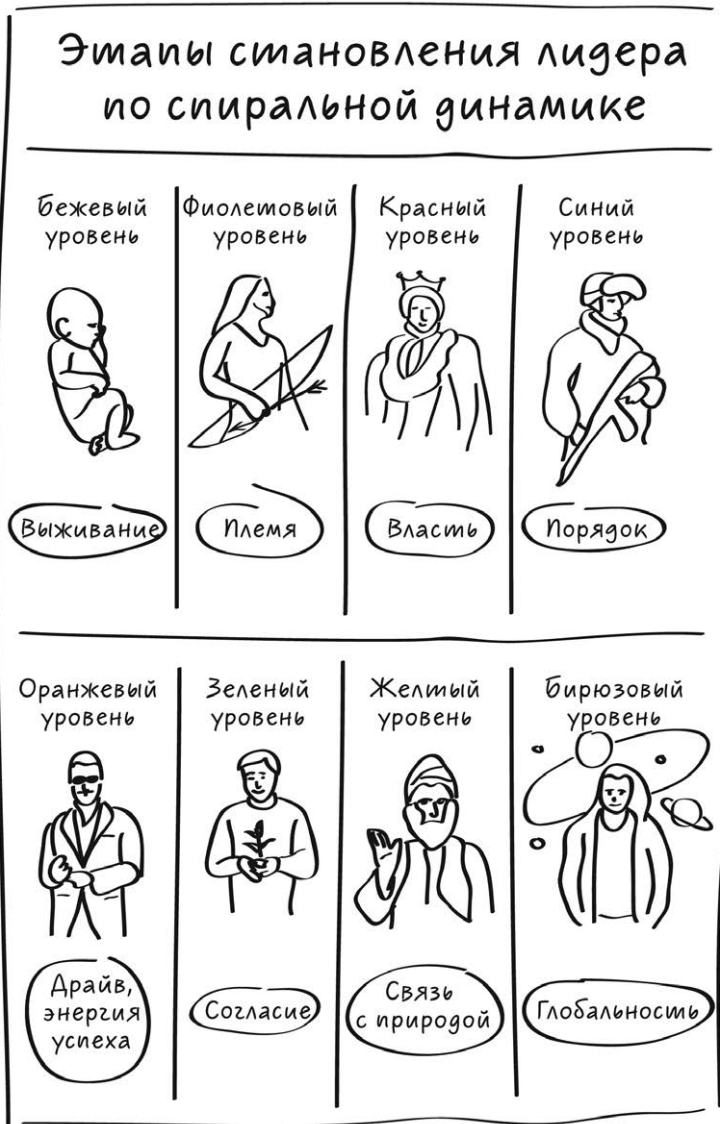 Этапы становления лидера
по спиральной динамике
Бежевый
уровень
Фиолетовый
уровень
Красный
уровень
Синий
уровень
Выживание
Племя
Власть
Порядок
Оранжевый
уровень
Зеленый
уровень
Желтый
уровень
Бирюзовый
уровень
Драйв,
энергия
успеха
Согласие
Связь
с природой
Глобальность